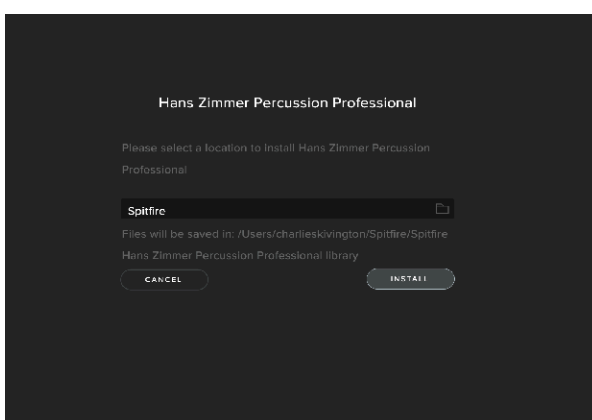 Hans Zimmer Percussion Professional
Please select a location to Install Hans Zimmer Percussion
Professional
Spitfire
Files will be saved in: /Users/charlieskivington/Spitfire/Spitfire
Hans Zimmer Percussion Professional library
CANCEL INSTALL